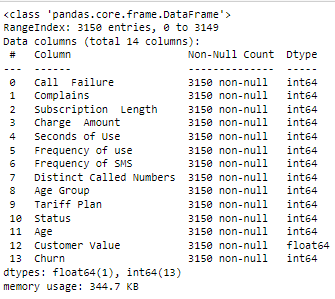 <class 'pandas.core.frame.DataFrame'>
RangeIndex: 3150 entries, 0 to 3149
Data columns (total 14 columns):
 #   Column                   Non-Null Count  Dtype
---  ------                   --------------  -----
 0   Call  Failure            3150 non-null   int64
 1   Complains                3150 non-null   int64
 2   Subscription  Length     3150 non-null   int64
 3   Charge  Amount           3150 non-null   int64
 4   Seconds of Use           3150 non-null   int64
 5   Frequency of use         3150 non-null   int64
 6   Frequency of SMS         3150 non-null   int64
 7   Distinct Called Numbers  3150 non-null   int64
 8   Age Group                3150 non-null   int64
 9   Tariff Plan              3150 non-null   int64
 10  Status                   3150 non-null   int64
 11  Age                      3150 non-null   int64
 12  Customer Value           3150 non-null   float64
 13  Churn                    3150 non-null   int64
dtypes: float64(1), int64(13)
memory usage: 344.7 KB